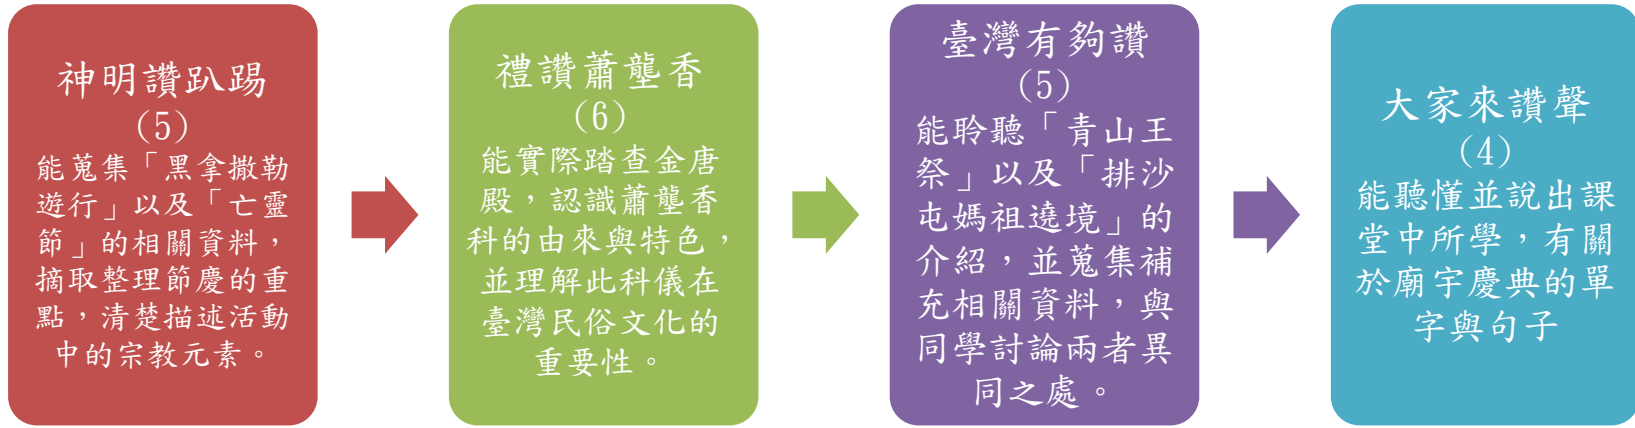 神明讚趴踢
(5)
能蒐集「黑拿撒勒
遊行」以及「亡靈
節」的相關資料，
摘取整理節慶的重
點，清楚描述活動
中的宗教元素。
禮讚蕭壟香
(6)
能實際踏查金唐
殿，認識蕭壟香
科的由來與特色，
並理解此科儀在
臺灣民俗文化的
重要性。
臺灣有夠讚
(5)
能聆聽「青山王
祭」以及「排沙
屯媽祖遶境」的
介紹，並蒐集補
充相關資料，與
同學討論兩者異
同之處。
大家來讚聲
(4)
能聽懂並說出課
堂中所學，有關
於廟宇慶典的單
字與句子